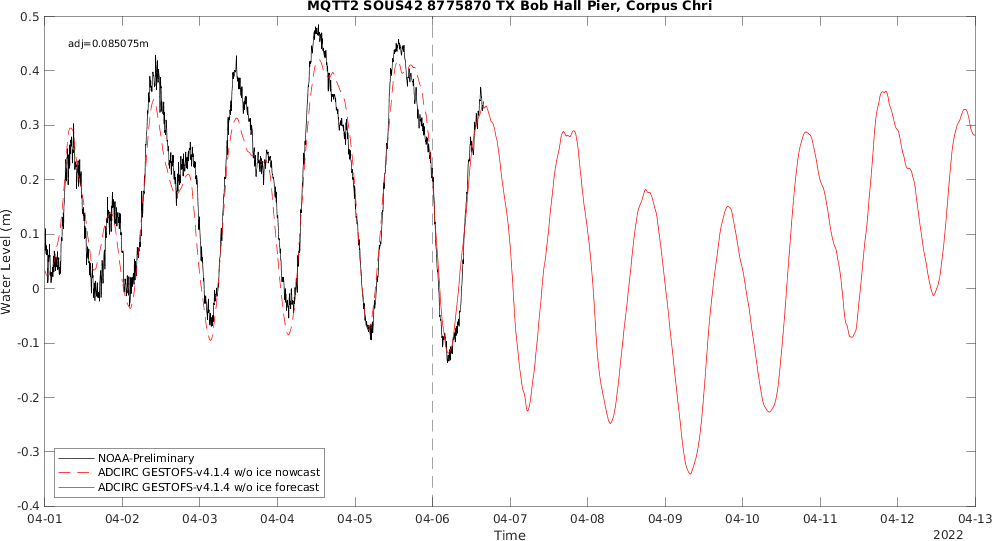 MQTT2 SOUS42 8775870 TX Bob Hall Pier, Corpus Chri
adj=0.085075m
0.5
0.4
0.3
0.2
0.1
0
-0.1
-0.2
-0.3
-0.4
Water Level (m)
NOAA-Preliminary
ADCIRC GESTOFS-v4.1.4 w/o ice nowcast
ADCIRC GESTOFS-v4.1.4 w/o ice forecast
04-01 04-02 04-03 04-04 04-05 04-06 04-07 04-08 04-09 04-10 04-11 04-12 04-13
Time
2022